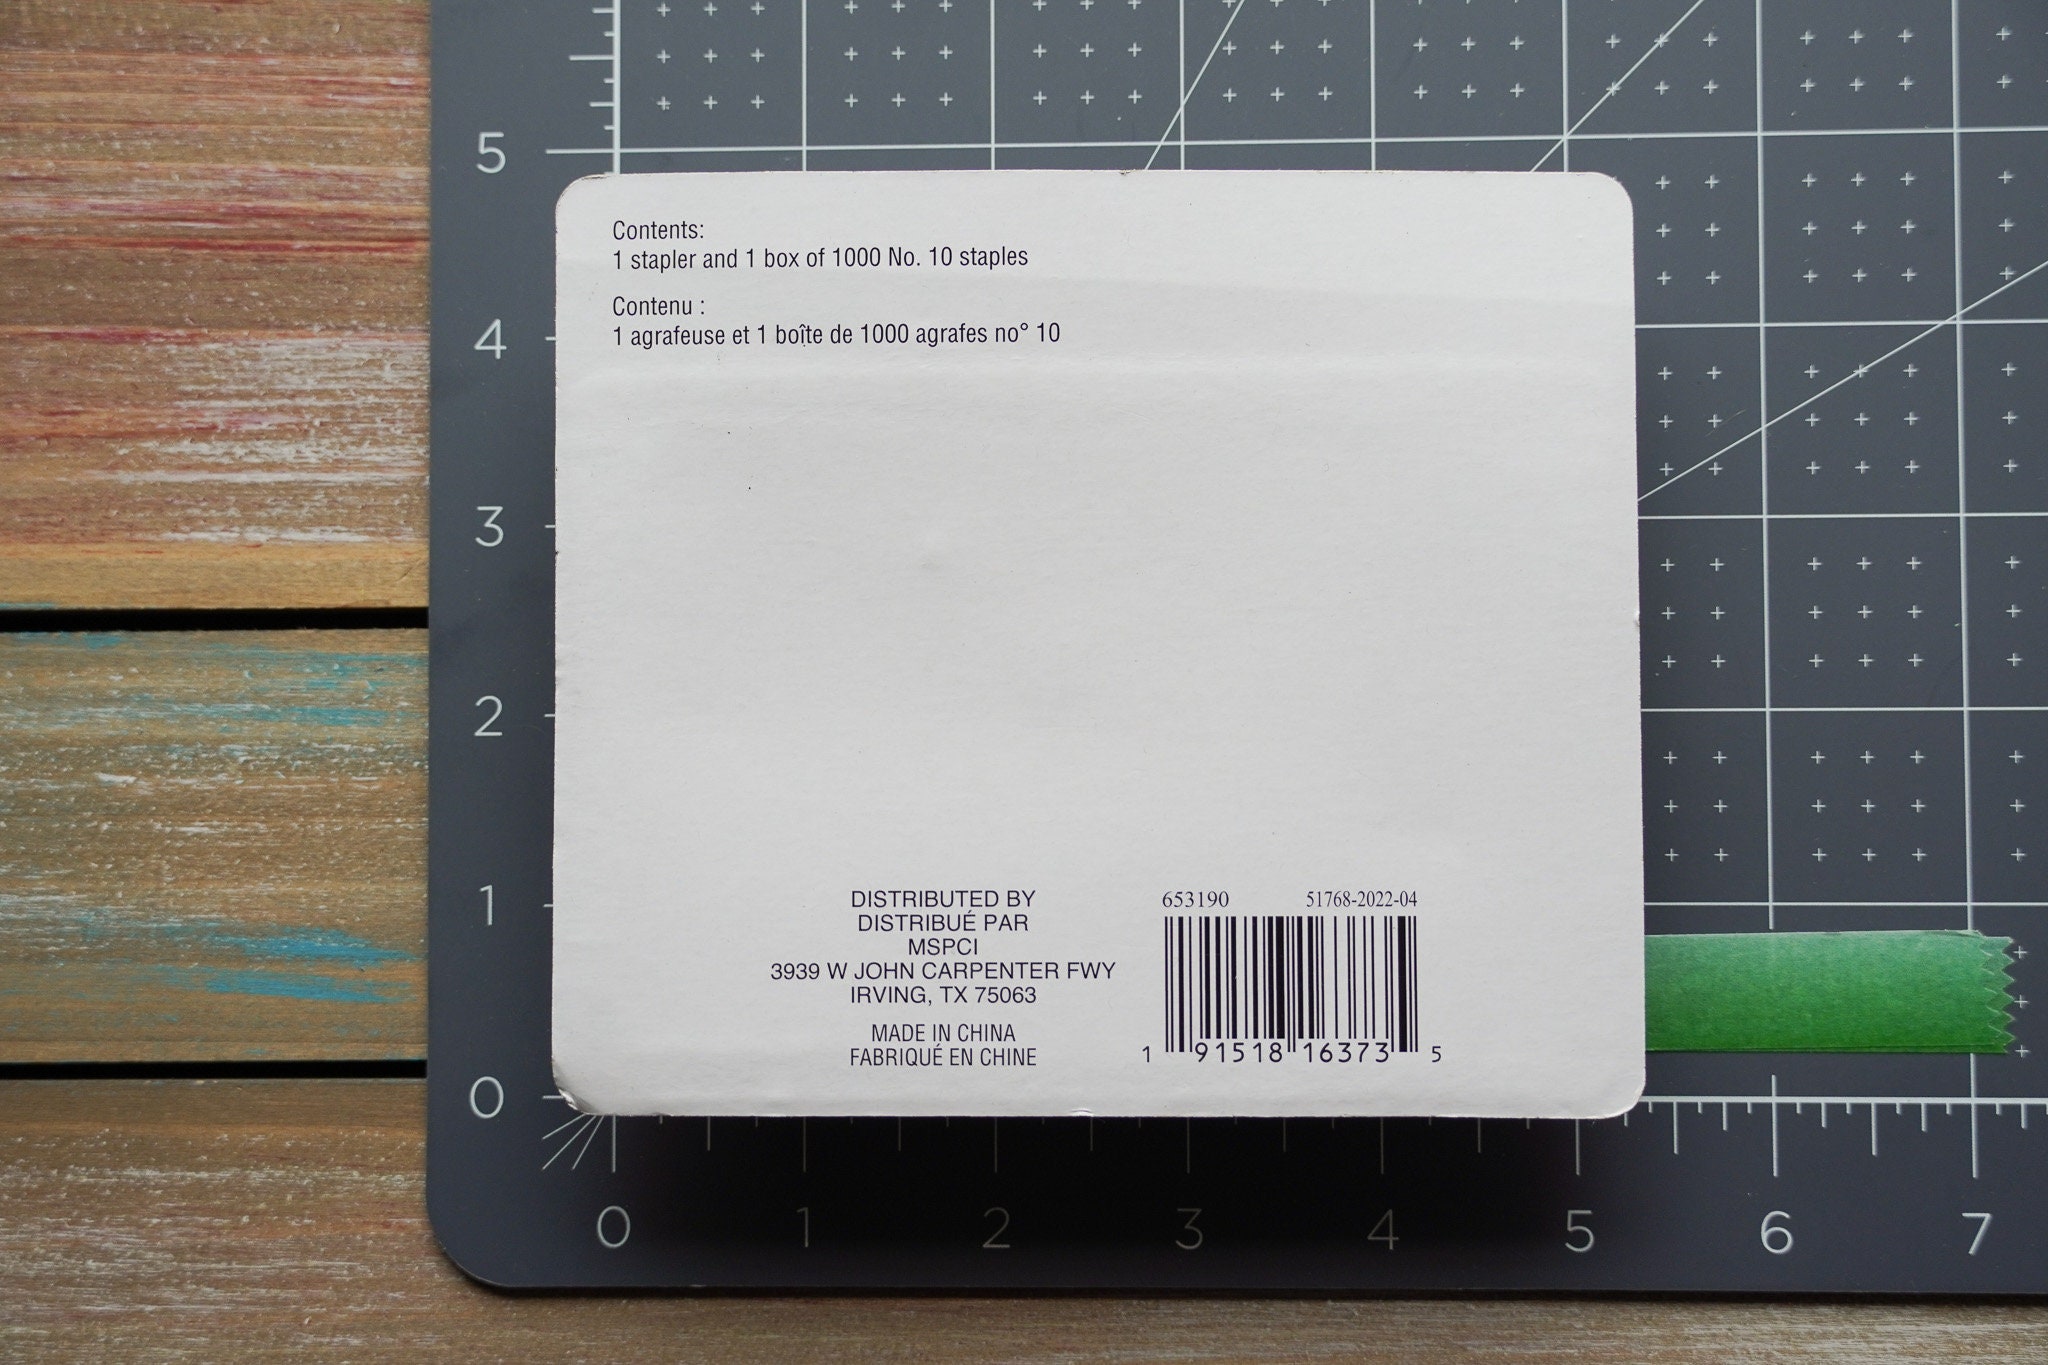 5
4
3
2
1
0
Contents:
1 stapler and 1 box of 1000 No. 10 staples
Contenu :
1 agrafeuse et 1 boîte de 1000 agrafes no° 10
DISTRIBUTED BY
DISTRIBUÉ PAR
MSPCI
3939 W JOHN CARPENTER FWY
IRVING, TX 75063
MADE IN CHINA
FABRIQUÉ EN CHINE
653190 51768-2022-04
1 91518 16373 5
0 1 2 3 4 5 6 7